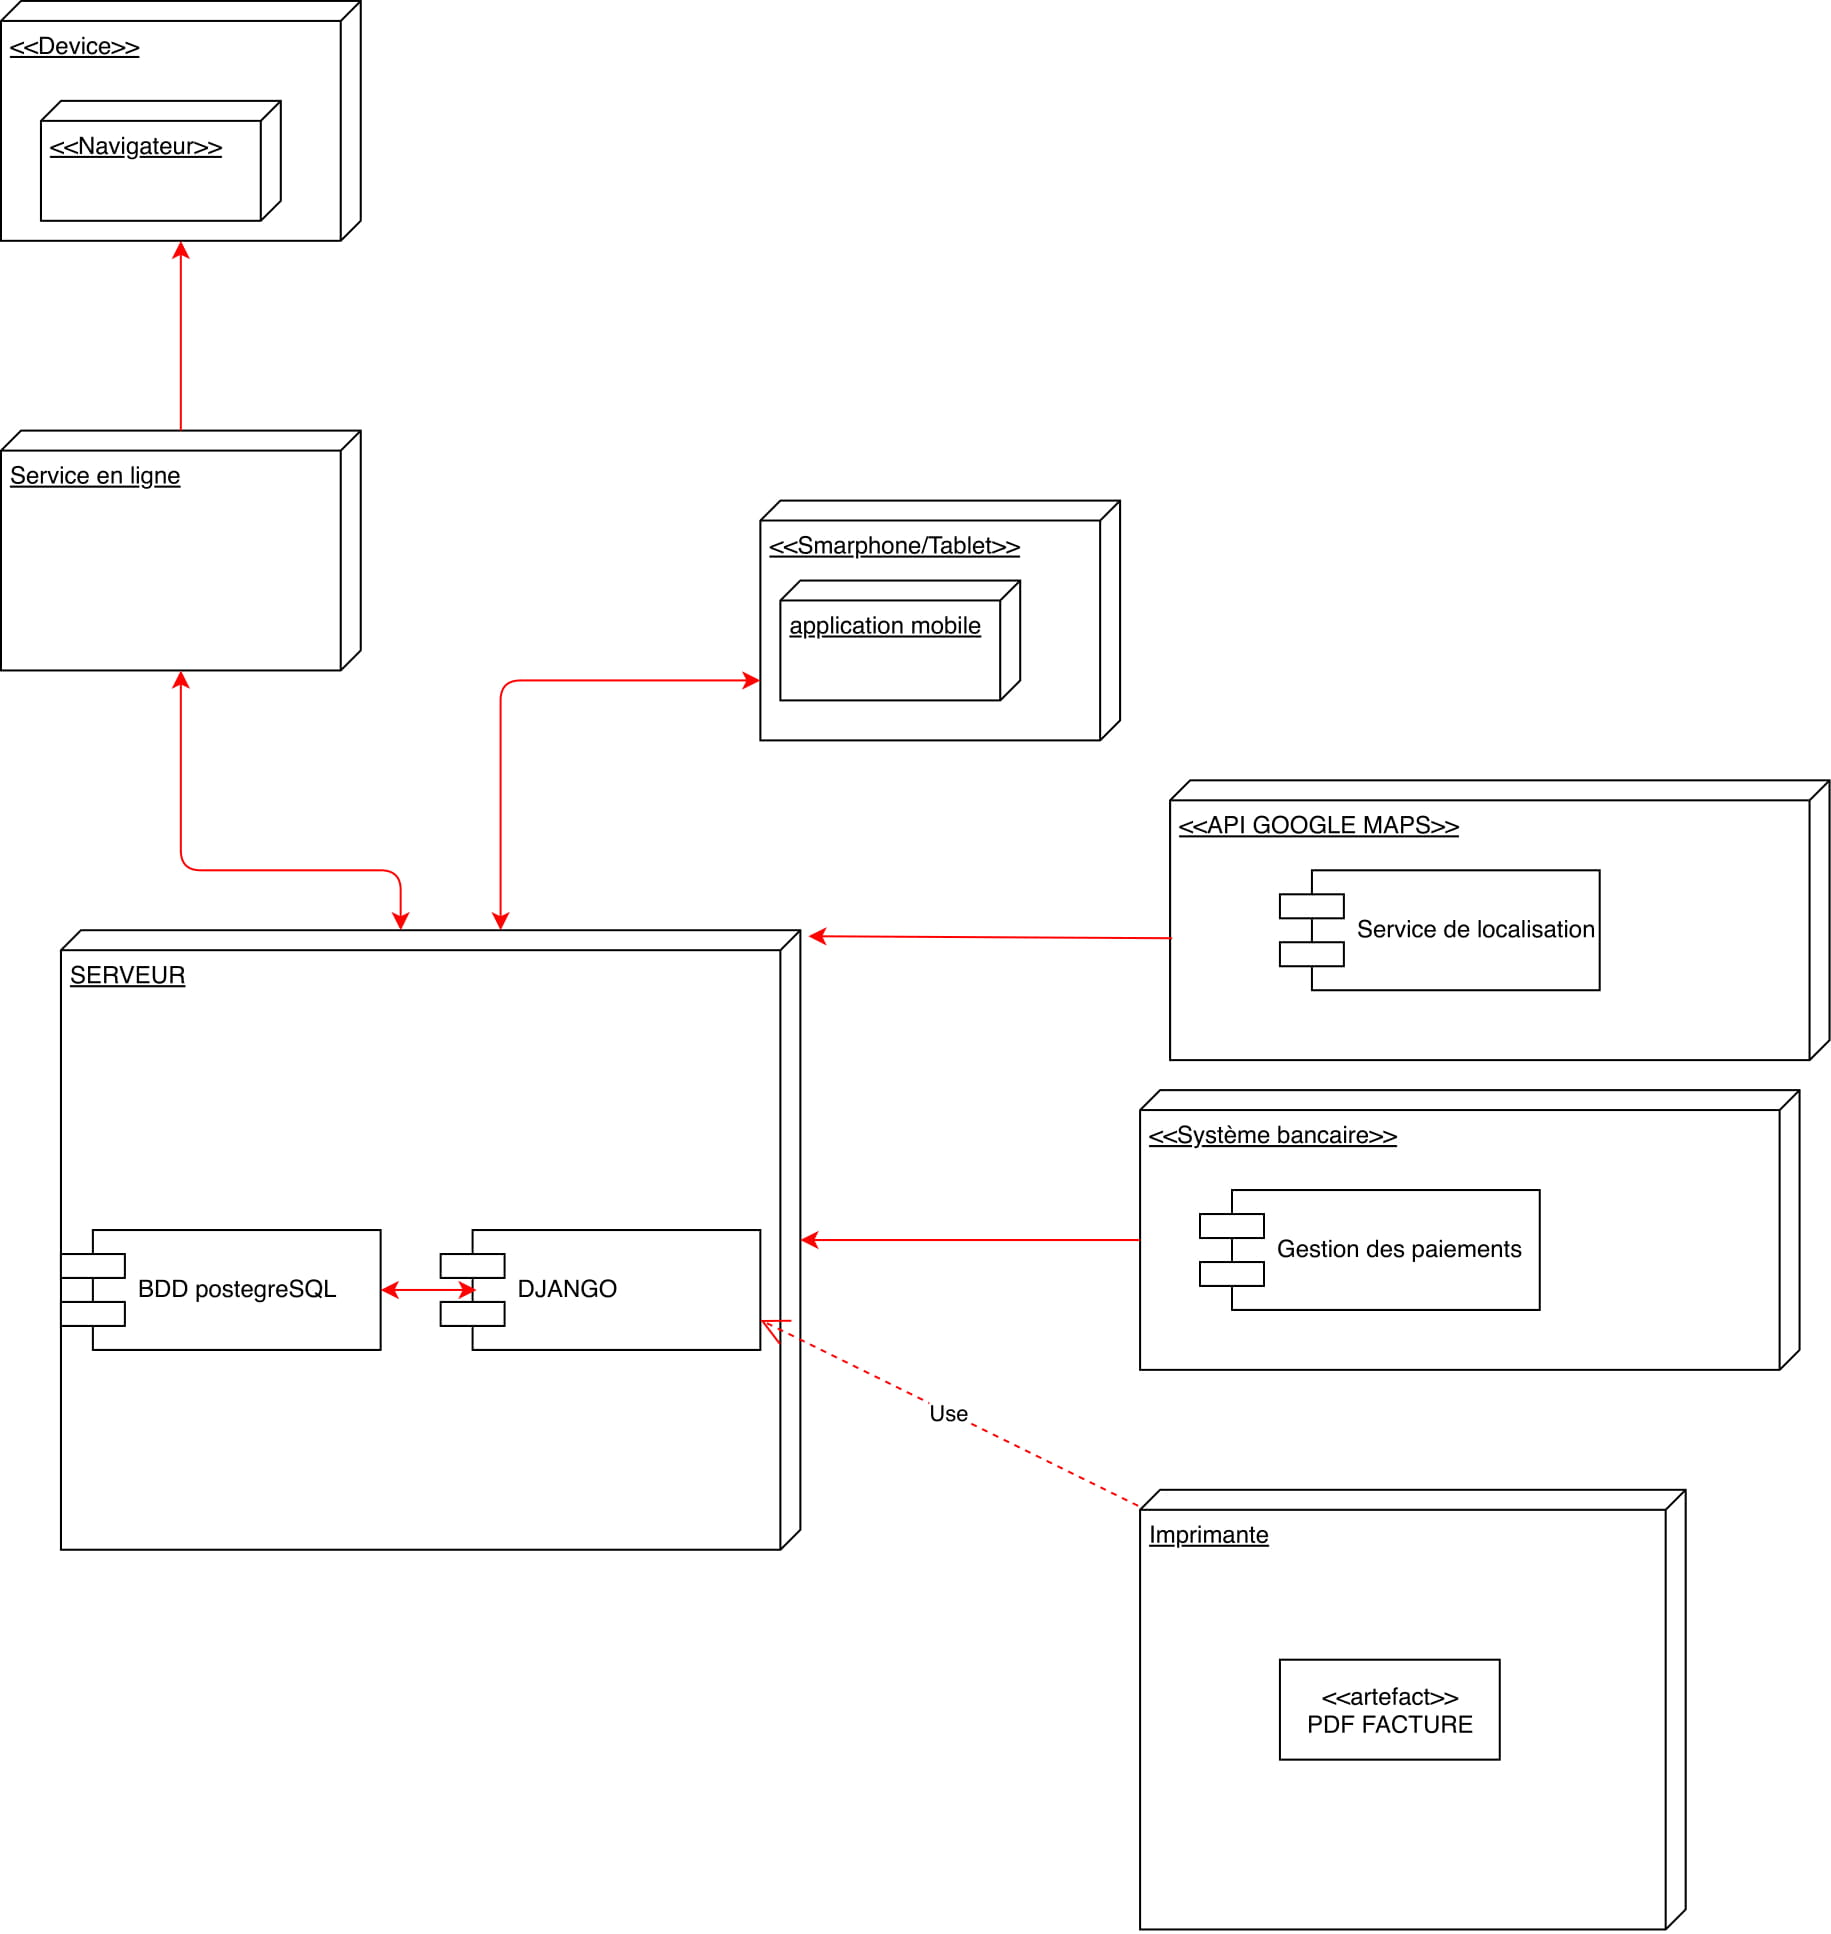 <<Device>>
<<Navigateur>>
Service en ligne
<<Smarphone/Tablet>>
application mobile
<<API GOOGLE MAPS>>
Service de localisation
SERVEUR
<<Système bancaire>>
Gestion des paiements
BDD postegreSQL
DJANGO
Use
Imprimante
<<artefact>>
PDF FACTURE